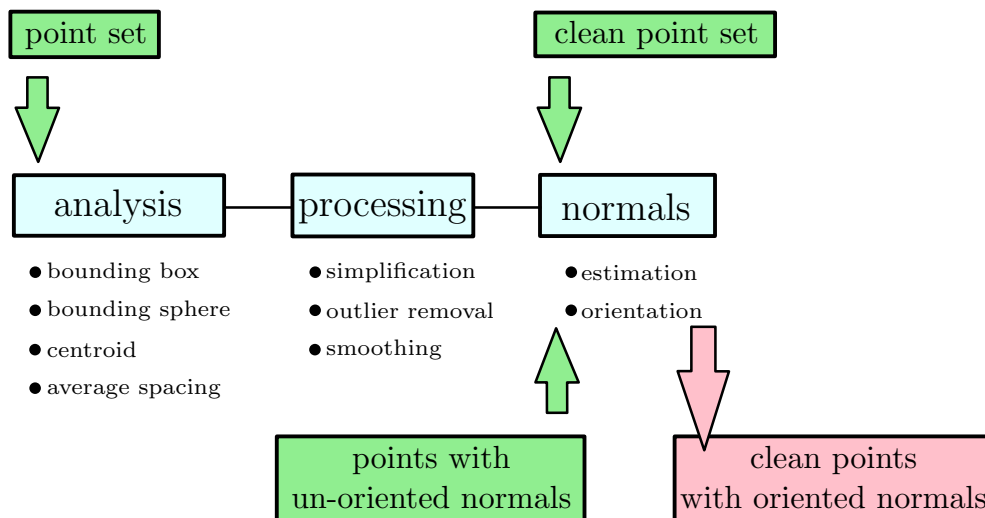 point set
clean point set
analysis
processing
normals
● bounding box
● bounding sphere
● centroid
● average spacing
● simplification
● outlier removal
● smoothing
● estimation
● orientation
points with
un-oriented normals
clean points
with oriented normals